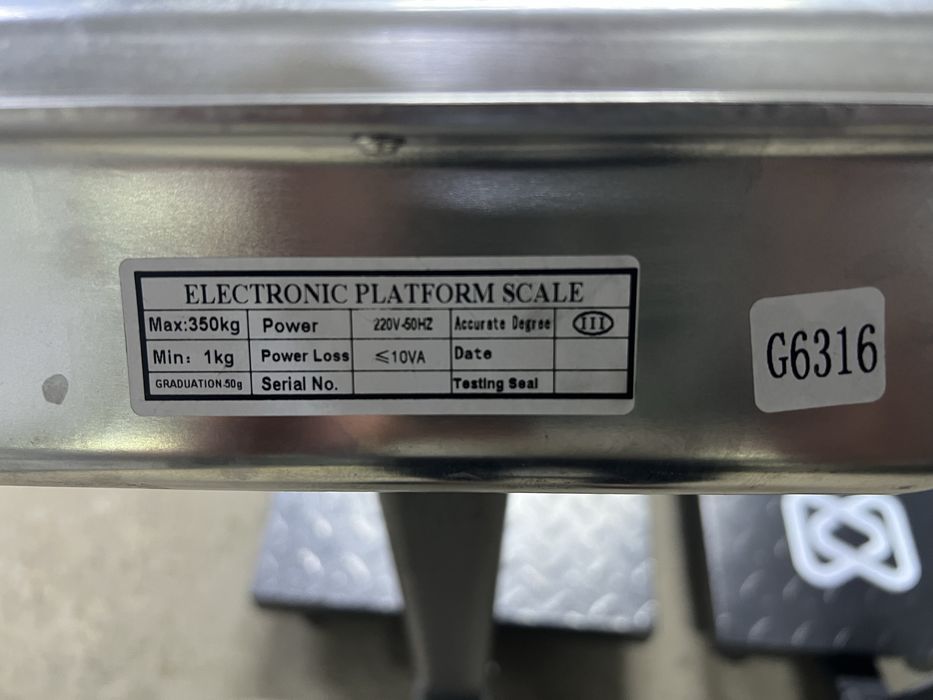 ELECTRONIC PLATFORM SCALE
Max:350kg Power 220V-50HZ Accurate Degree III
Min: 1kg Power Loss ≤10VA Date
GRADUATION-50g Serial No. Testing Seal
G6316